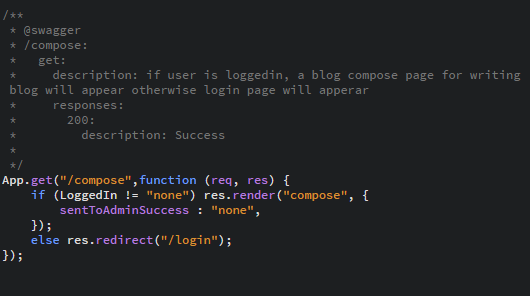 /**
 * @swagger
 * /compose:
 *   get:
 *     description: if user is loggedin, a blog compose page for writing
 blog will appear otherwise login page will apperar
 *     responses:
 *       200:
 *         description: Success
 *
 */
App.get("/compose",function (req, res) {
    if (LoggedIn != "none") res.render("compose", {
        sentToAdminSuccess : "none",
    });
    else res.redirect("/login");
});